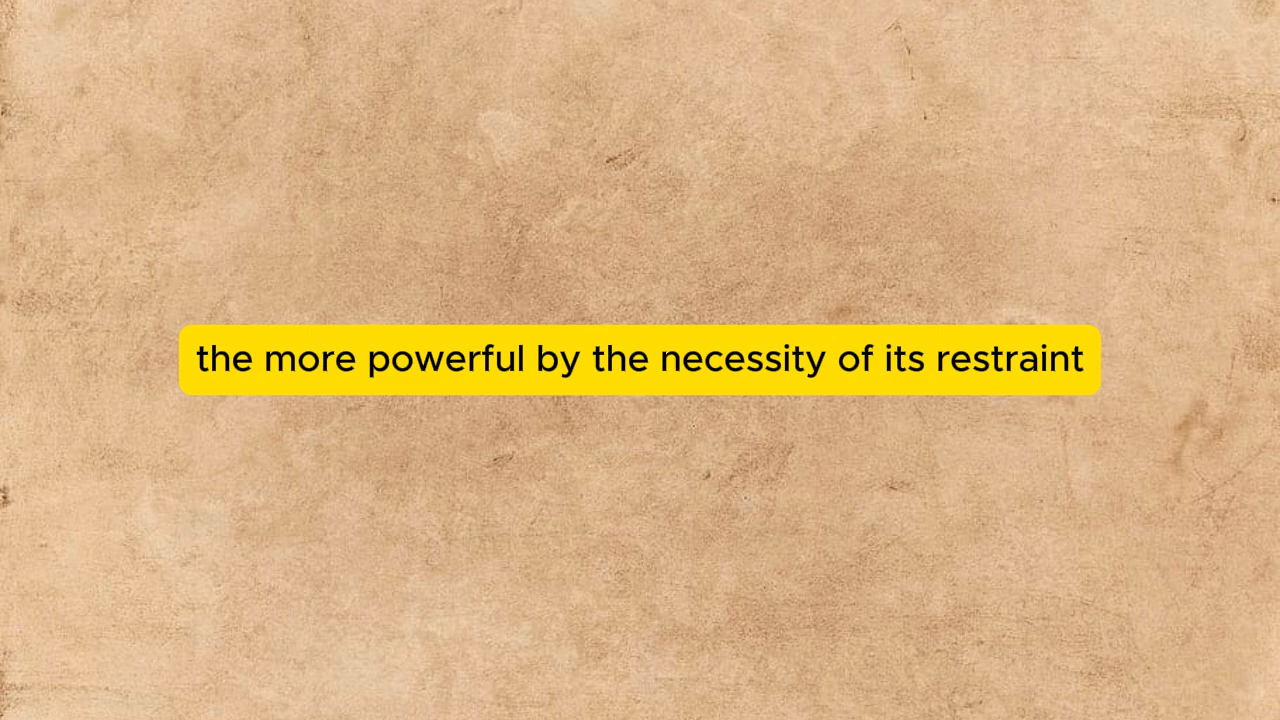 the more powerful by the necessity of its restraint